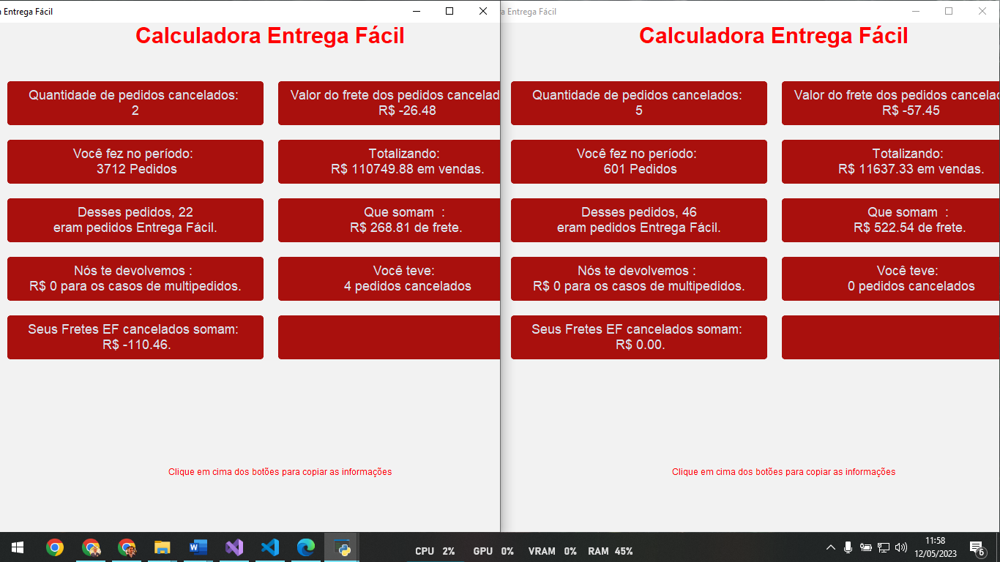 Entrega Fácil
Calculadora Entrega Fácil
Quantidade de pedidos cancelados:
2
Valor do frete dos pedidos cancelad
R$ -26.48
Você fez no período:
3712 Pedidos
Totalizando:
R$ 110749.88 em vendas.
Desses pedidos, 22
eram pedidos Entrega Fácil.
Que somam  :
R$ 268.81 de frete.
Nós te devolvemos :
R$ 0 para os casos de multipedidos.
Você teve:
4 pedidos cancelados
Seus Fretes EF cancelados somam:
R$ -110.46.
Clique em cima dos botões para copiar as informações
Entrega Fácil
Calculadora Entrega Fácil
Quantidade de pedidos cancelados:
5
Valor do frete dos pedidos cancelac
R$ -57.45
Você fez no período:
601 Pedidos
Totalizando:
R$ 11637.33 em vendas.
Desses pedidos, 46
eram pedidos Entrega Fácil.
Que somam  :
R$ 522.54 de frete.
Nós te devolvemos :
R$ 0 para os casos de multipedidos.
Você teve:
0 pedidos cancelados
Seus Fretes EF cancelados somam:
R$ 0.00.
Clique em cima dos botões para copiar as informações
CPU 2% GPU 0% VRAM 0% RAM 45%
11:58
12/05/2023
6